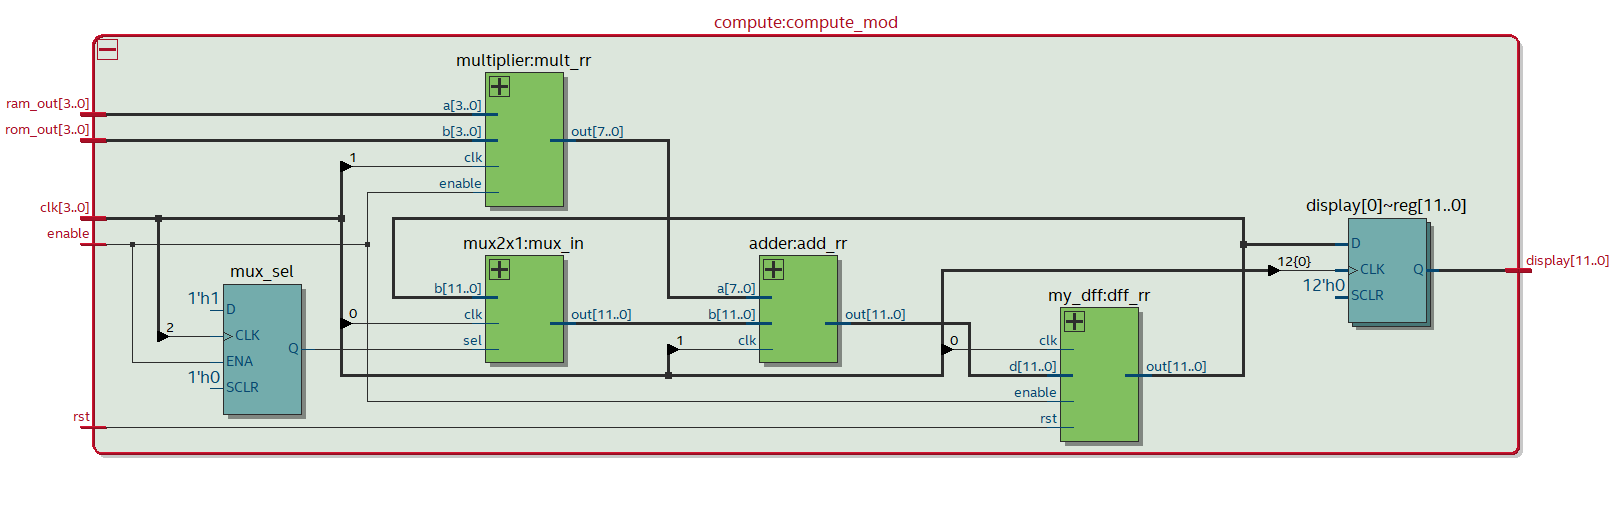 compute:compute_mod
multiplier:mult_rr
ram_out[3..0]
a[3..0]
rom_out[3..0]
b[3..0]
out[7..0]
1
clk
enable
clk[3..0]
enable
display[0]~reg[11..0]
D
12{0}
CLK
Q
12'h0
SCLR
display[11..0]
mux_sel
1'h1
D
2
CLK
Q
ENA
1'h0
SCLR
mux2x1:mux_in
b[11..0]
0
clk
out[11..0]
sel
adder:add_rr
a[7..0]
b[11..0]
out[11..0]
1
clk
my_dff:dff_rr
0
clk
d[11..0]
out[11..0]
enable
rst
rst